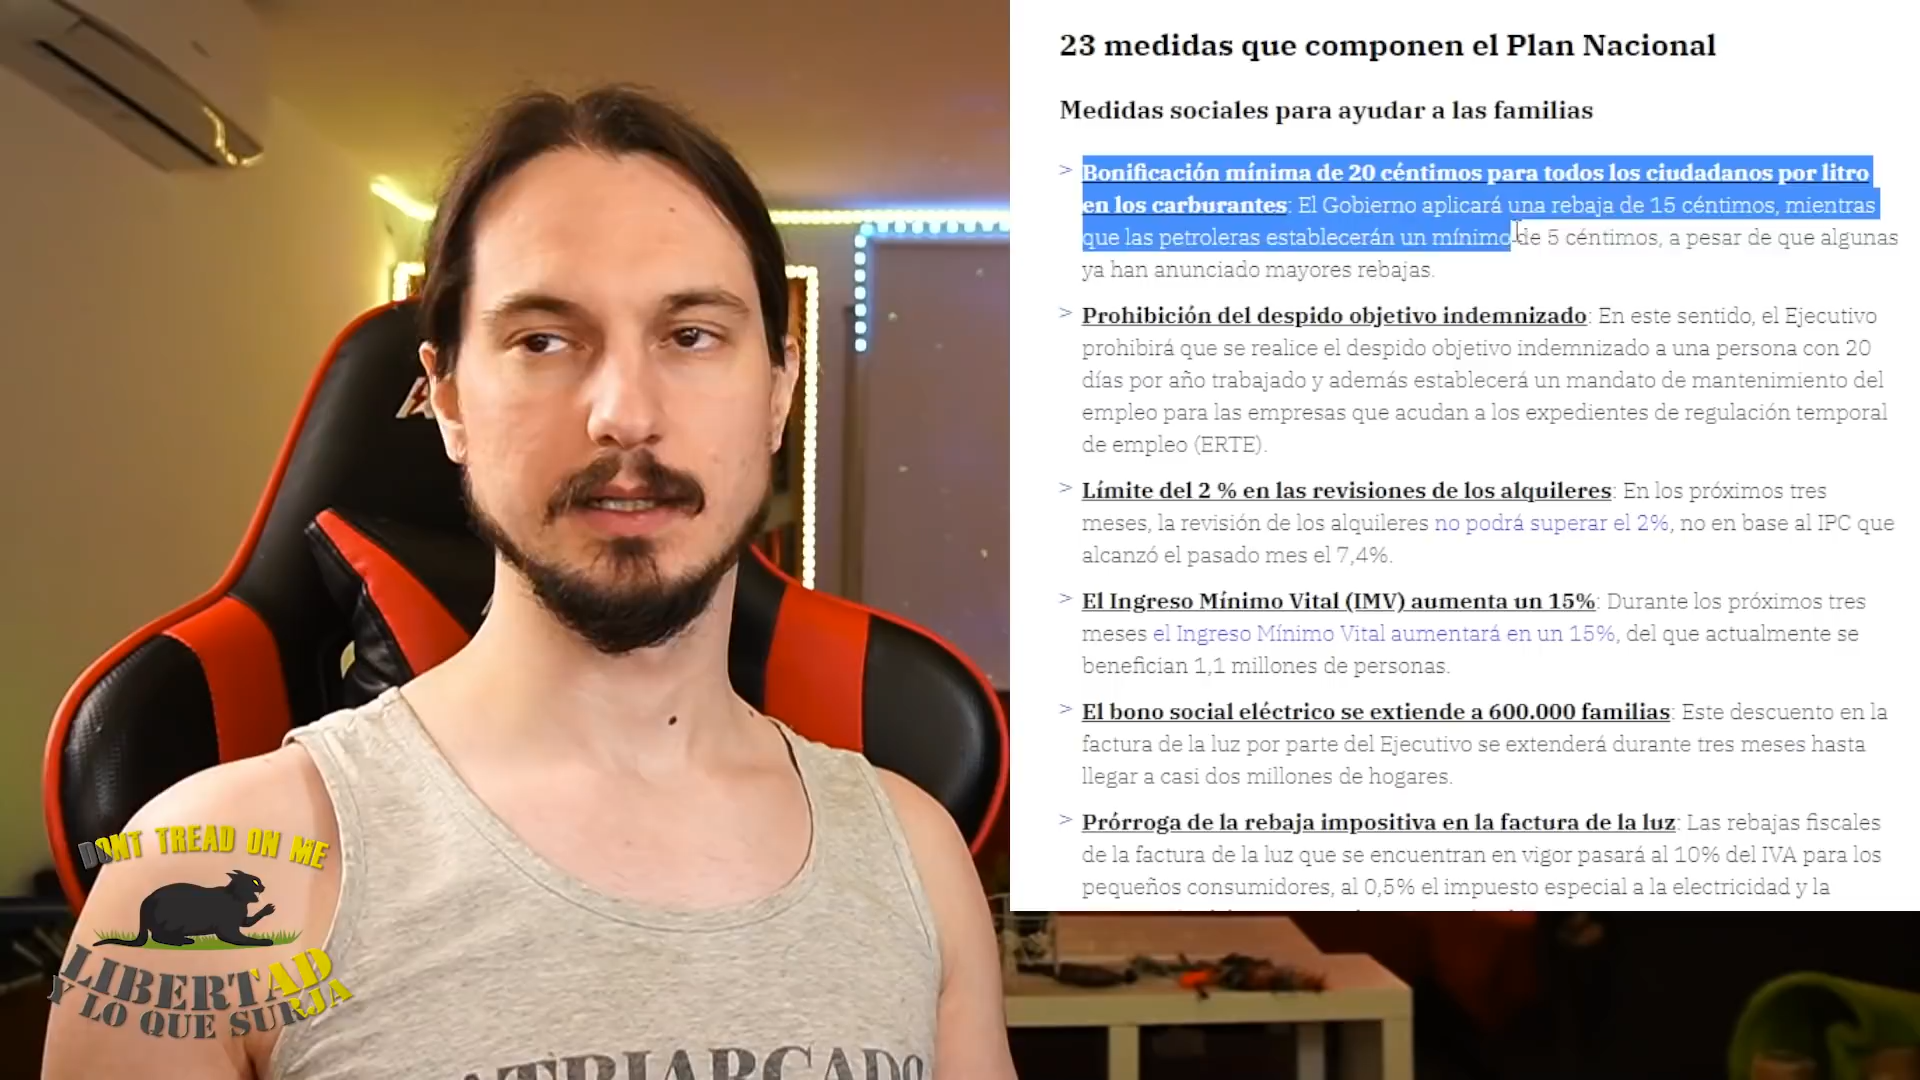 23 medidas que componen el Plan Nacional
Medidas sociales para ayudar a las familias
> Bonificación mínima de 20 céntimos para todos los ciudadanos por litro
en los carburantes: El Gobierno aplicará una rebaja de 15 céntimos, mientras
que las petroleras establecerán un mínimo de 5 céntimos, a pesar de que algunas
ya han anunciado mayores rebajas.
> Prohibición del despido objetivo indemnizado: En este sentido, el Ejecutivo
prohibirá que se realice el despido objetivo indemnizado a una persona con 20
días por año trabajado y además establecerá un mandato de mantenimiento del
empleo para las empresas que acudan a los expedientes de regulación temporal
de empleo (ERTE).
> Límite del 2 % en las revisiones de los alquileres: En los próximos tres
meses, la revisión de los alquileres no podrá superar el 2%, no en base al IPC que
alcanzó el pasado mes el 7,4%.
> El Ingreso Mínimo Vital (IMV) aumenta un 15%: Durante los próximos tres
meses el Ingreso Mínimo Vital aumentará en un 15%, del que actualmente se
benefician 1,1 millones de personas.
> El bono social eléctrico se extiende a 600.000 familias: Este descuento en la
factura de la luz por parte del Ejecutivo se extenderá durante tres meses hasta
llegar a casi dos millones de hogares.
> Prórroga de la rebaja impositiva en la factura de la luz: Las rebajas fiscales
de la factura de la luz que se encuentran en vigor pasará al 10% del IVA para los
pequeños consumidores, al 0,5% el impuesto especial a la electricidad y la
DONT TREAD ON ME
LIBERTAD
Y LO QUE SURJA
ATRIARCADO